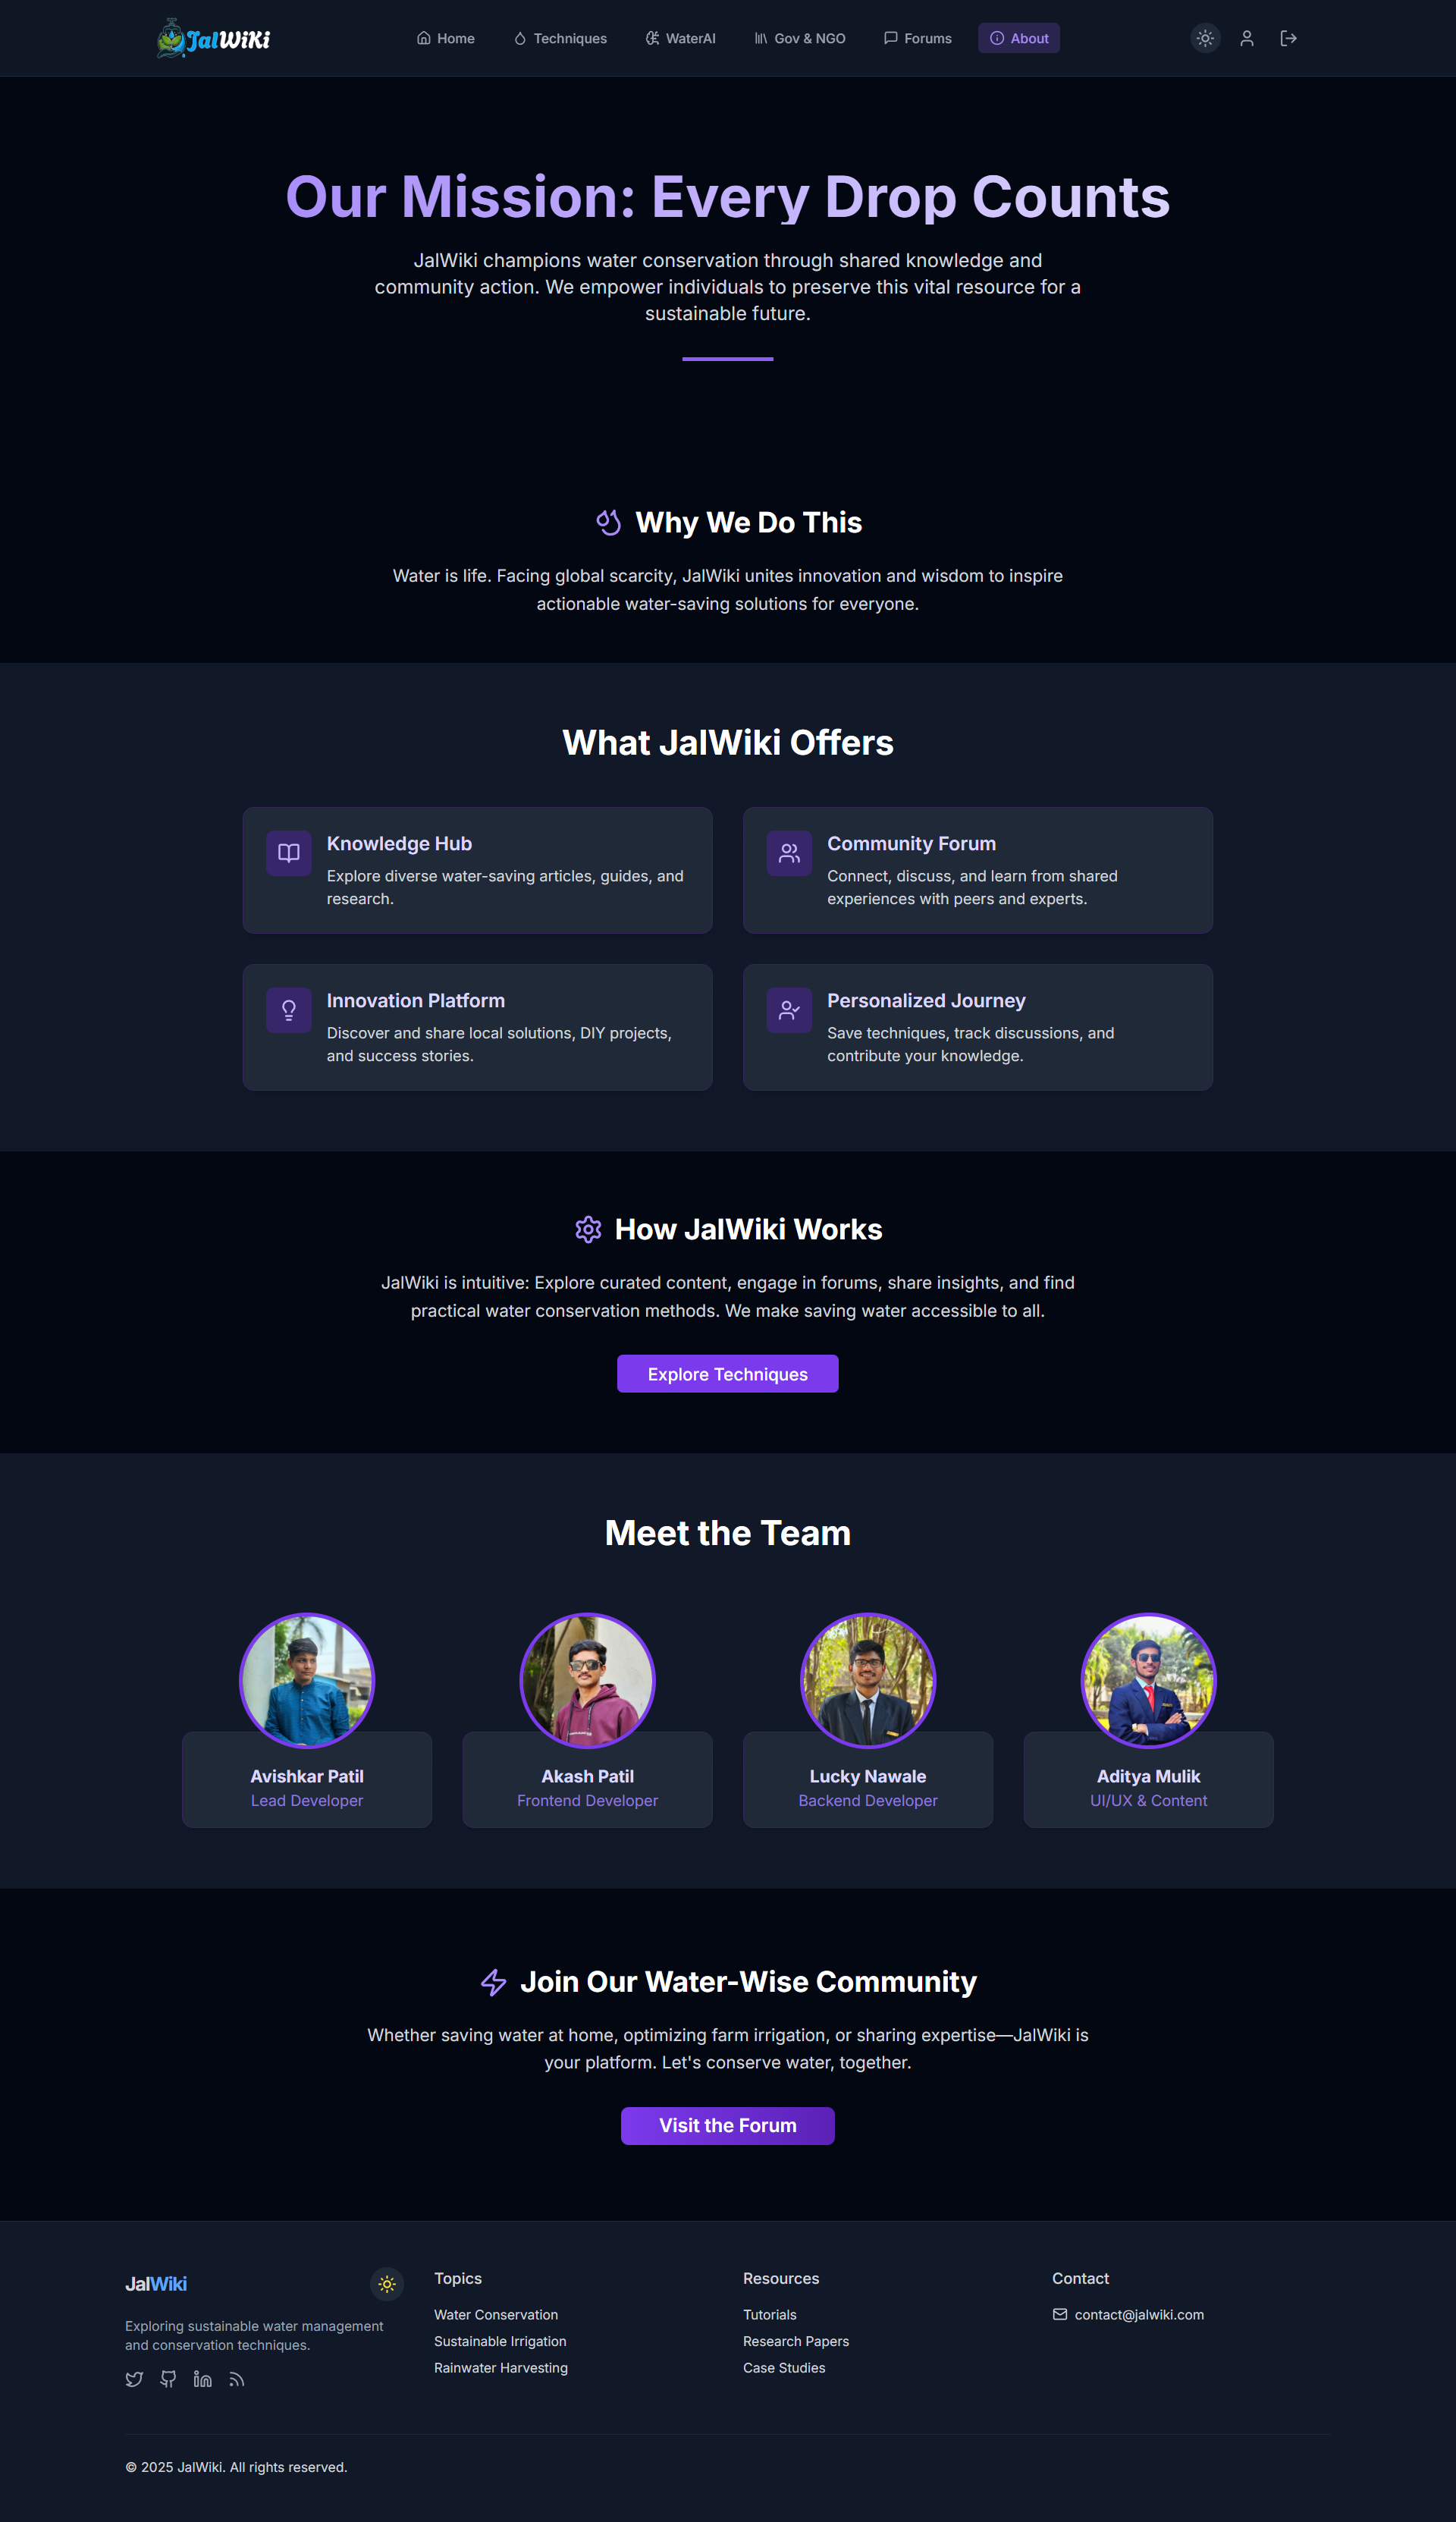 JalWiKi
Home
Techniques
WaterAI
Gov & NGO
Forums
About
Our Mission: Every Drop Counts
JalWiki champions water conservation through shared knowledge and
community action. We empower individuals to preserve this vital resource for a
sustainable future.
Why We Do This
Water is life. Facing global scarcity, JalWiki unites innovation and wisdom to inspire
actionable water-saving solutions for everyone.
What JalWiki Offers
Knowledge Hub
Explore diverse water-saving articles, guides, and
research.
Community Forum
Connect, discuss, and learn from shared
experiences with peers and experts.
Innovation Platform
Discover and share local solutions, DIY projects,
and success stories.
Personalized Journey
Save techniques, track discussions, and
contribute your knowledge.
How JalWiki Works
JalWiki is intuitive: Explore curated content, engage in forums, share insights, and find
practical water conservation methods. We make saving water accessible to all.
Explore Techniques
Meet the Team
Avishkar Patil
Lead Developer
Akash Patil
Frontend Developer
Lucky Nawale
Backend Developer
Aditya Mulik
UI/UX & Content
Join Our Water-Wise Community
Whether saving water at home, optimizing farm irrigation, or sharing expertise—JalWiki is
your platform. Let's conserve water, together.
Visit the Forum
JalWiki
Exploring sustainable water management
and conservation techniques.
Topics
Water Conservation
Sustainable Irrigation
Rainwater Harvesting
Resources
Tutorials
Research Papers
Case Studies
Contact
contact@jalwiki.com
© 2025 JalWiki. All rights reserved.